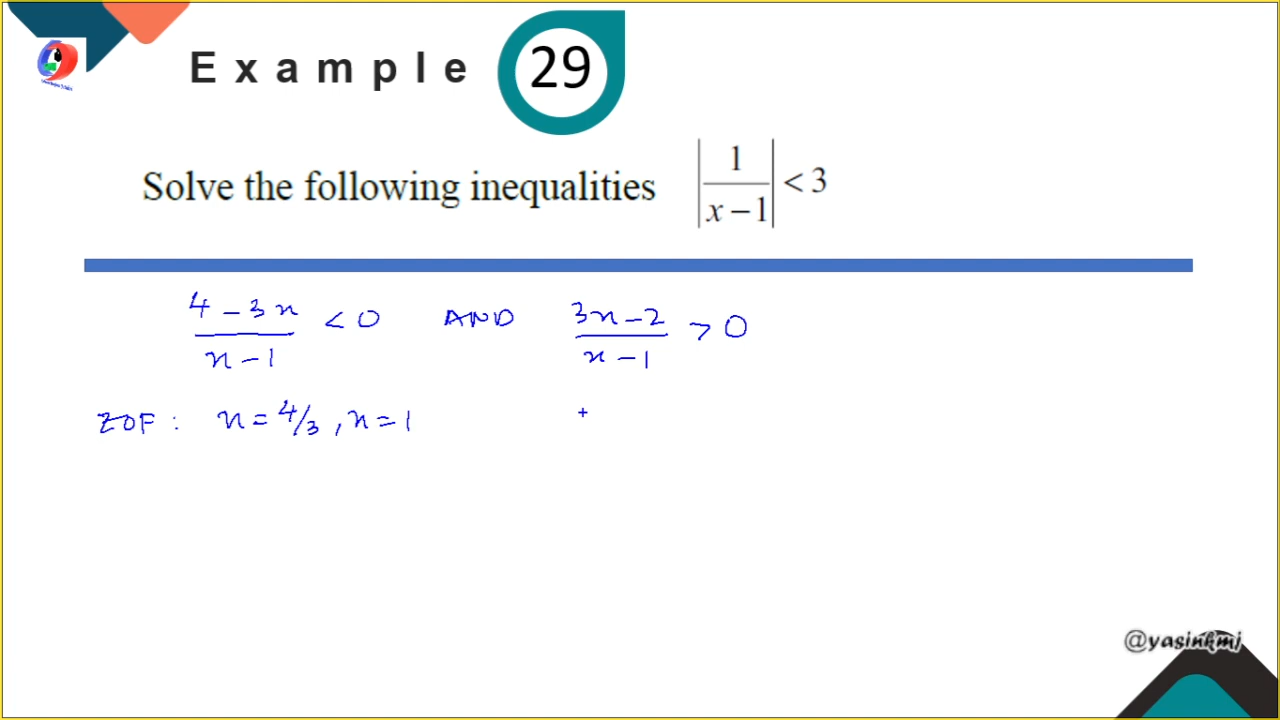 Example 29
Solve the following inequalities |1/(x−1)| < 3
(4 − 3x)/(x − 1) < 0 AND (3x − 2)/(x − 1) > 0
ZOF : x = 4/3, x = 1
@yasinkmj